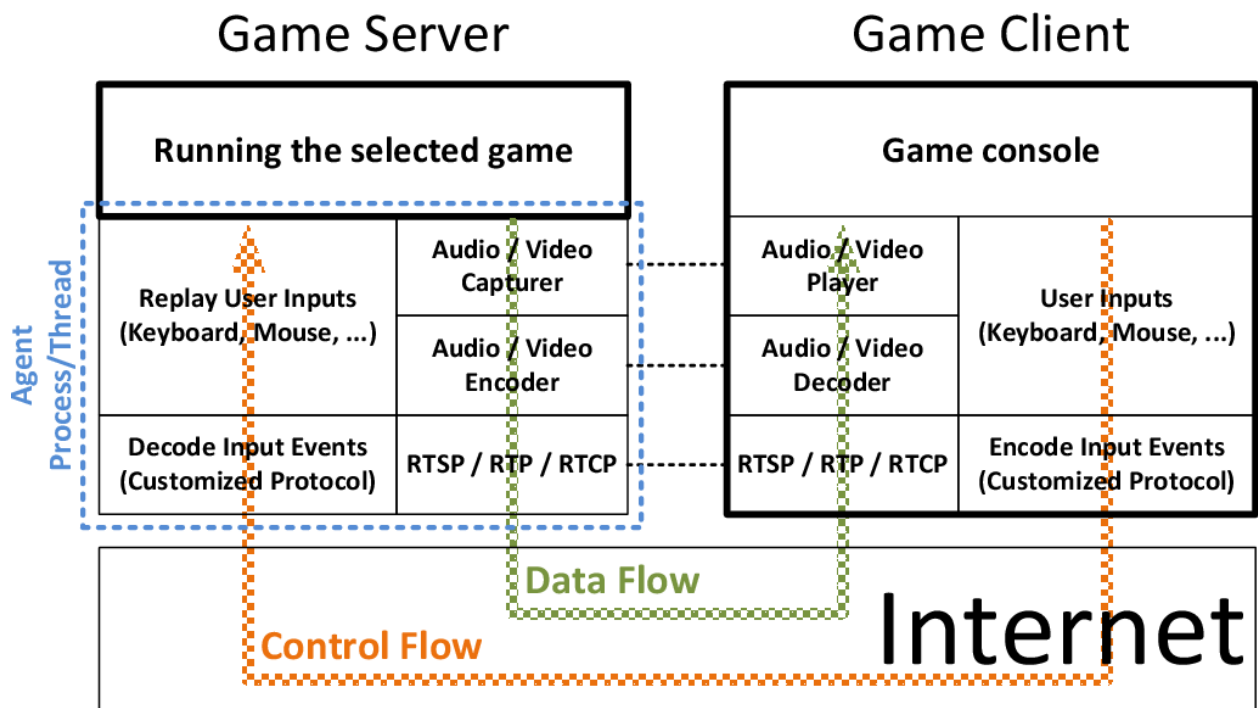 Game Server
Game Client
Running the selected game
Game console
Agent
Process/Thread
Replay User Inputs
(Keyboard, Mouse, ...)
Audio / Video
Capturer
Audio / Video
Encoder
Decode Input Events
(Customized Protocol)
RTSP / RTP / RTCP
Audio / Video
Player
Audio / Video
Decoder
RTSP / RTP / RTCP
User Inputs
(Keyboard, Mouse, ...)
Encode Input Events
(Customized Protocol)
Data Flow
Control Flow
Internet